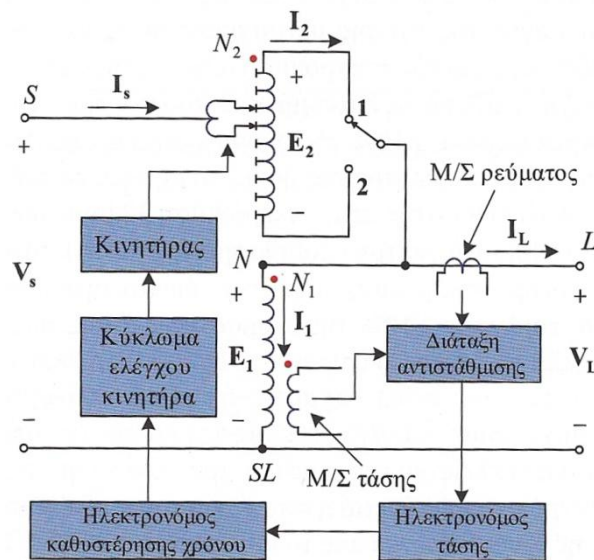 N₂
I₂
S
Iₛ
+
+
1
E₂
2
Μ/Σ ρεύματος
−
Κινητήρας
N
N₁
I_L
L
Vₛ
+
I₁
+
Κύκλωμα
ελέγχου
κινητήρα
E₁
Διάταξη
αντιστάθμισης
V_L
−
−
−
SL
Μ/Σ τάσης
Ηλεκτρονόμος
καθυστέρησης χρόνου
Ηλεκτρονόμος
τάσης